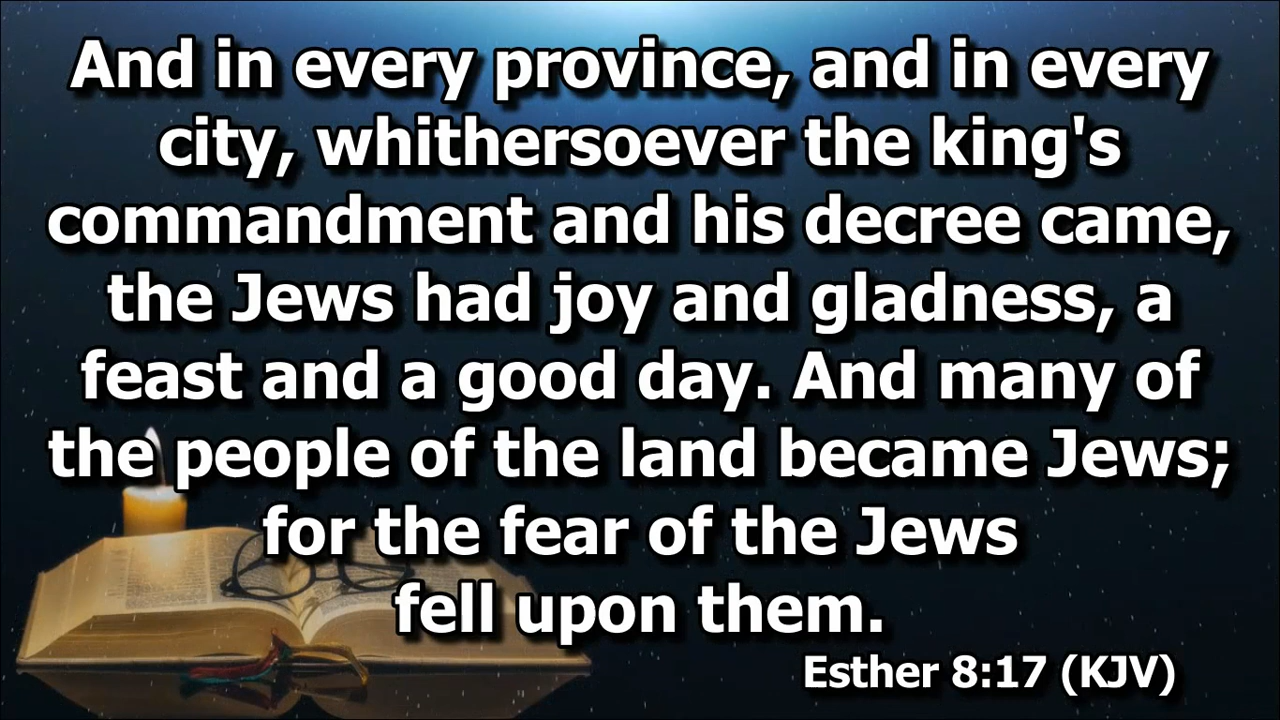 And in every province, and in every
city, whithersoever the king's
commandment and his decree came,
the Jews had joy and gladness, a
feast and a good day. And many of
the people of the land became Jews;
for the fear of the Jews
fell upon them.
Esther 8:17 (KJV)